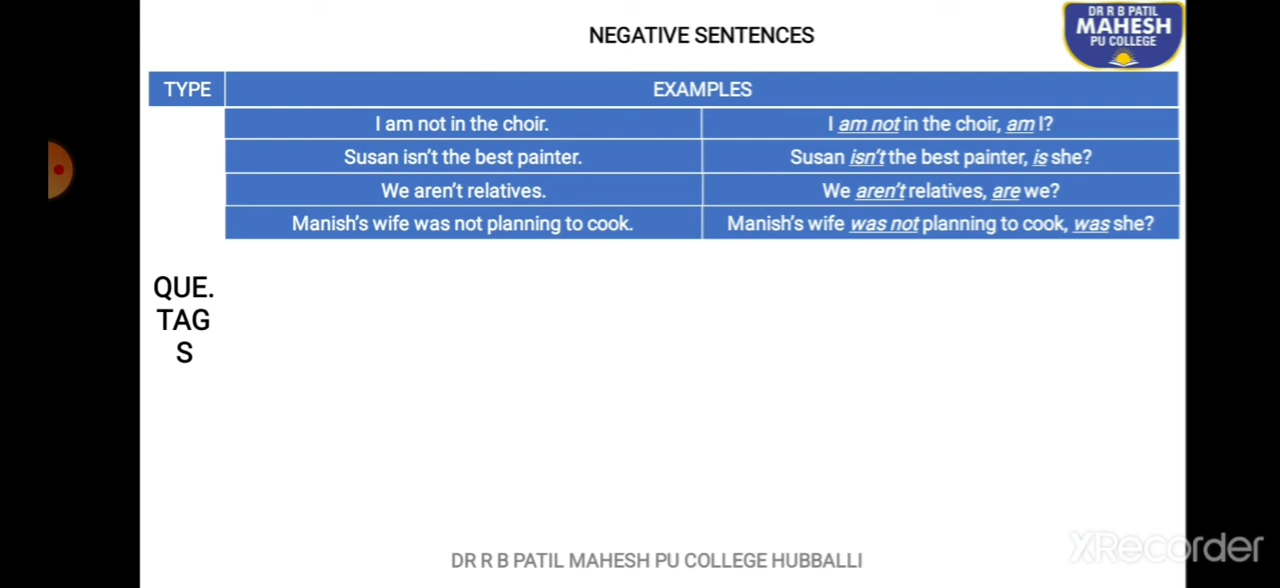 NEGATIVE SENTENCES
DR R B PATIL
MAHESH
PU COLLEGE
TYPE EXAMPLES
I am not in the choir. I am not in the choir, am I?
Susan isn't the best painter. Susan isn't the best painter, is she?
We aren't relatives. We aren't relatives, are we?
Manish's wife was not planning to cook. Manish's wife was not planning to cook, was she?
QUE.
TAG
S
DR R B PATIL MAHESH PU COLLEGE HUBBALLI
XRecorder